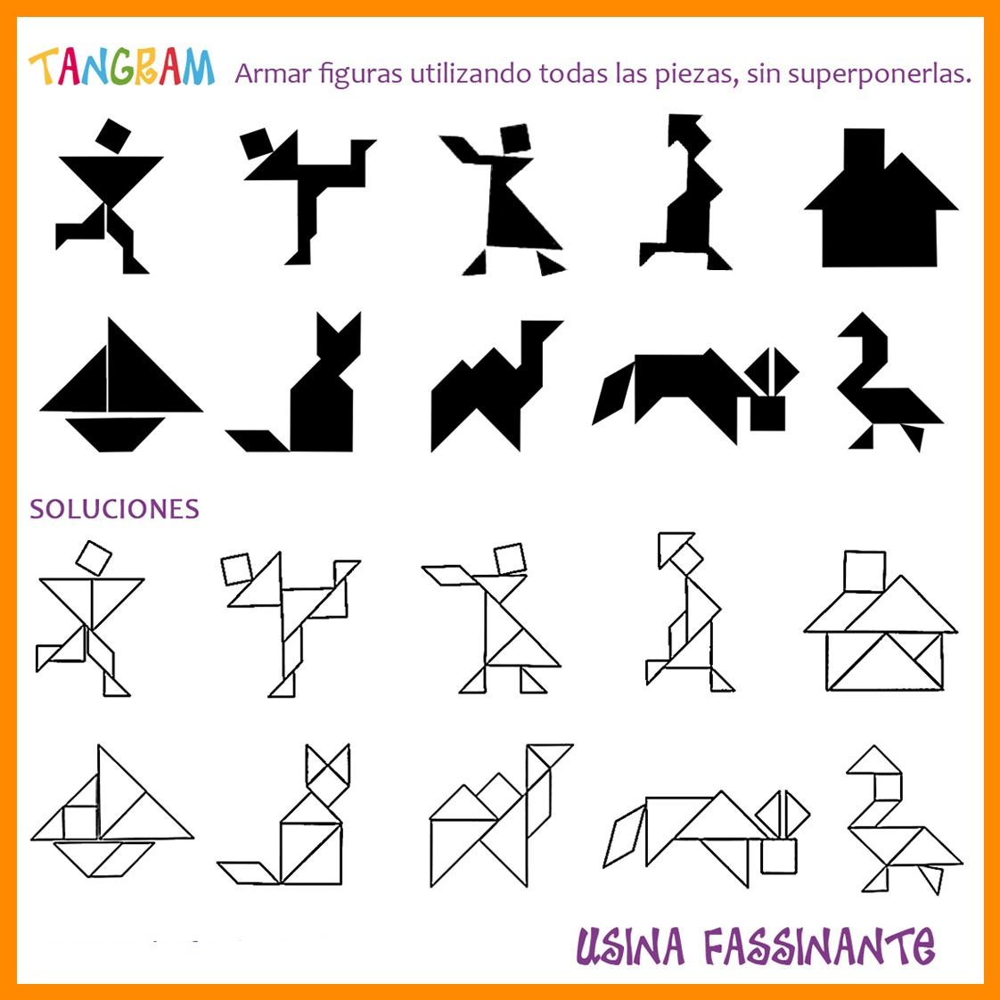 TANGRAM Armar figuras utilizando todas las piezas, sin superponerlas.
SOLUCIONES
USINA FASSINANTE